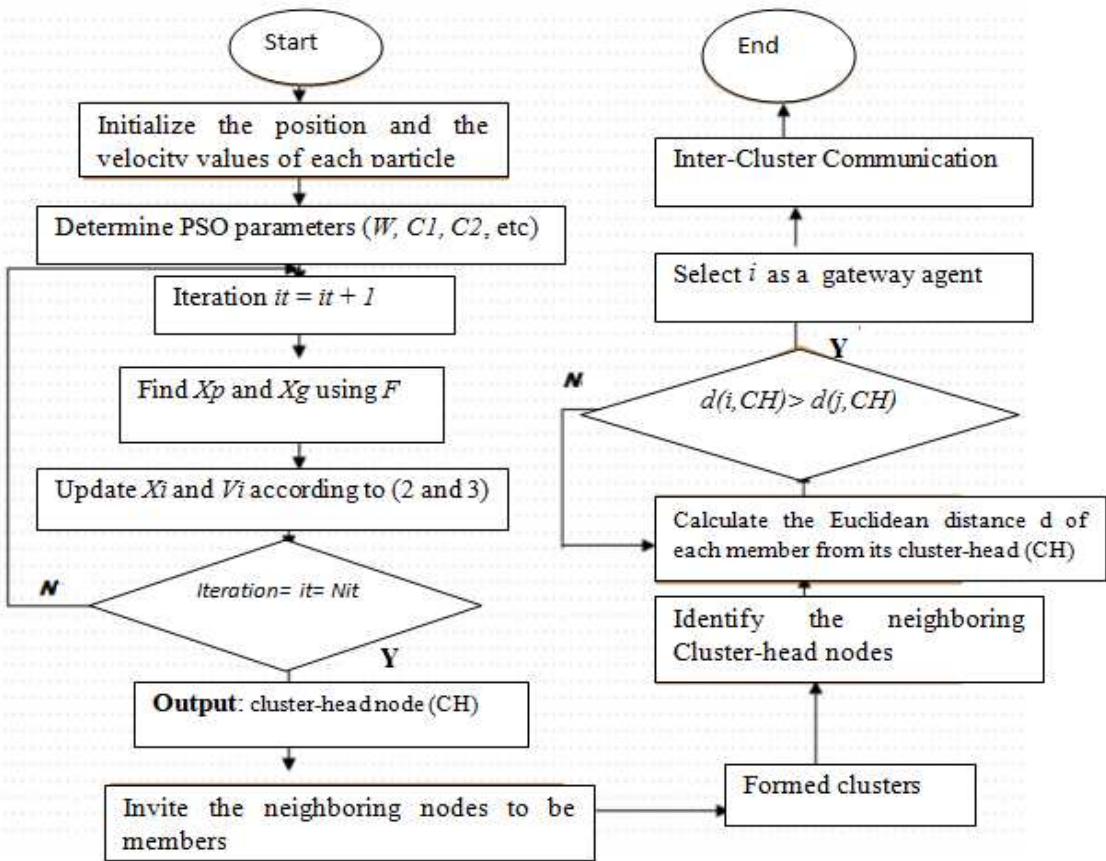 Start
Initialize the position and the
velocity values of each particle
Determine PSO parameters (W, C1, C2, etc)
Iteration it = it + 1
Find Xp and Xg using F
Update Xi and Vi according to (2 and 3)
Iteration= it= Nit
N
Y
Output: cluster-head node (CH)
Invite the neighboring nodes to be
members
Formed clusters
Identify the neighboring
Cluster-head nodes
Calculate the Euclidean distance d of
each member from its cluster-head (CH)
d(i,CH)> d(j,CH)
N
Y
Select i as a gateway agent
Inter-Cluster Communication
End